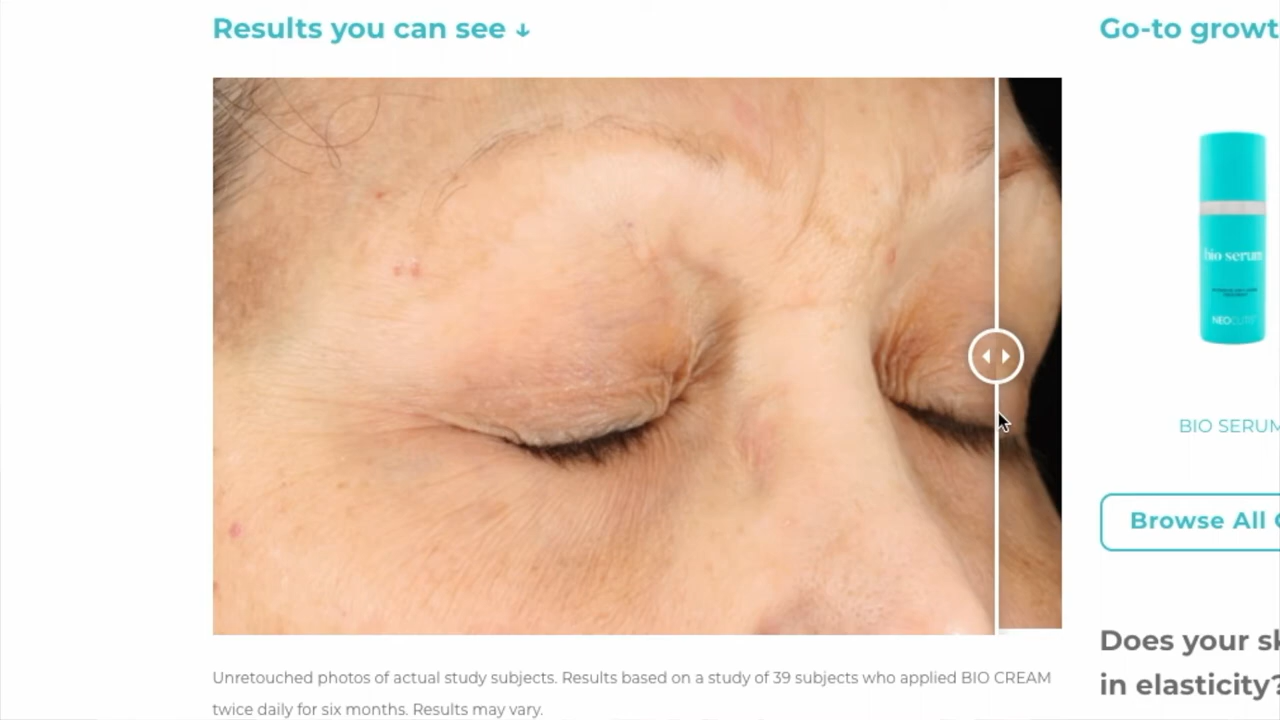 Results you can see ↓
Go-to growt
bio serum
NEOCUTIS
BIO SERUM
Browse All
Unretouched photos of actual study subjects. Results based on a study of 39 subjects who applied BIO CREAM
twice daily for six months. Results may vary.
Does your sk
in elasticity?